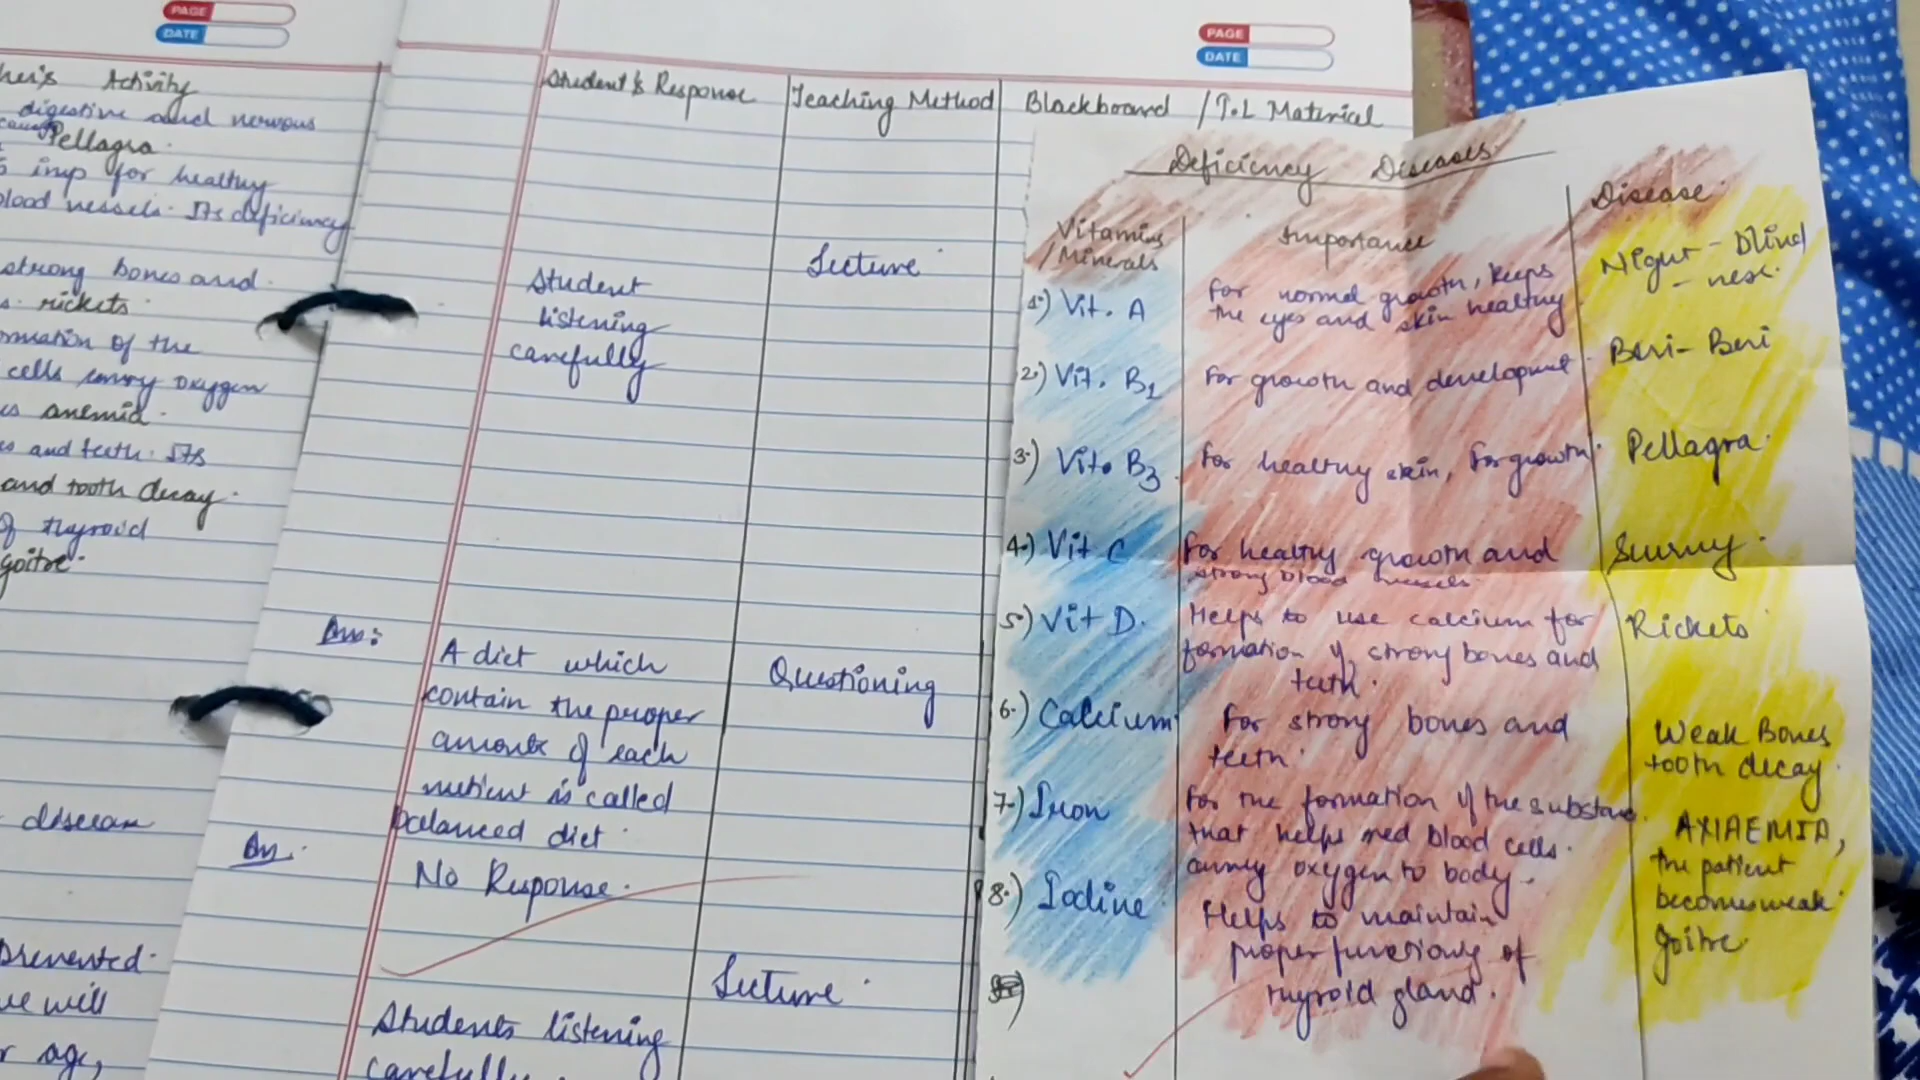 PAGE
DATE
Activity
digestive and nervous
causes Pellagra.
imp for healthy
blood vessels. Its deficiency
strong bones and
rickets
formation of the
cells carry oxygen
is anemia.
and teeth. Its
and tooth decay.
of thyroid
goitre.
disease
prevented.
we will
age,
PAGE
DATE
Student's Response
Teaching Method
Blackboard / T.L Material
Student
listening
carefully
Lecture
Ans:
A diet which
contain the proper
amount of each
nutient is called
balanced diet.
Questioning
An.
No Response.
Lecture.
Students listening
carefully.
Deficiency Diseases
Vitamins
/Minerals
Importance
Disease
1.) Vit. A
For normal growth, keeps
the eyes and skin healthy
Night - blind
- ness.
2.) Vit. B1
For growth and development.
Beri- Beri
3.) Vit. B3
For healthy skin, For growth.
Pellagra.
4.) Vit C
For healthy growth and
strong blood vessels.
Scurvy.
5.) Vit D.
Helps to use calcium for
formation of strong bones and
teeth.
Rickets
6.) Calcium
For strong bones and
teeth.
Weak Bones
tooth decay.
7.) Iron
For the formation of the substance
that helps red blood cells.
carry oxygen to body.
ANAEMIA,
the patient
becomes weak.
8.) Iodine
Helps to maintain
proper functiong of
thyroid gland.
Goitre.